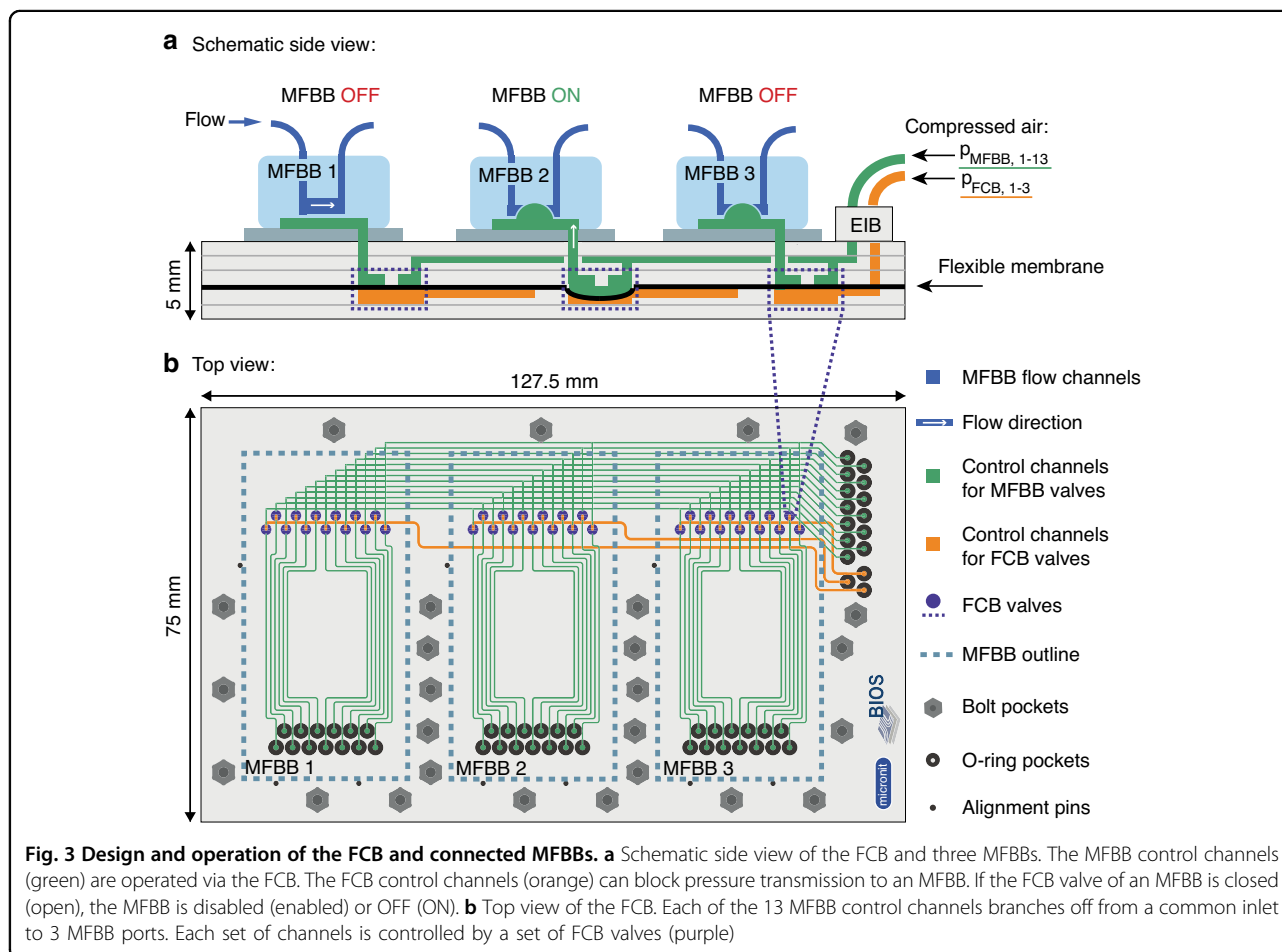 a Schematic side view:
MFBB OFF
MFBB ON
MFBB OFF
Flow
Compressed air:
pMFBB, 1-13
pFCB, 1-3
MFBB 1
MFBB 2
MFBB 3
EIB
Flexible membrane
5 mm
b Top view:
127.5 mm
75 mm
MFBB 1
MFBB 2
MFBB 3
BIOS
micronit
MFBB flow channels
Flow direction
Control channels
for MFBB valves
Control channels
for FCB valves
FCB valves
MFBB outline
Bolt pockets
O-ring pockets
Alignment pins
Fig. 3 Design and operation of the FCB and connected MFBBs. a Schematic side view of the FCB and three MFBBs. The MFBB control channels
(green) are operated via the FCB. The FCB control channels (orange) can block pressure transmission to an MFBB. If the FCB valve of an MFBB is closed
(open), the MFBB is disabled (enabled) or OFF (ON). b Top view of the FCB. Each of the 13 MFBB control channels branches off from a common inlet
to 3 MFBB ports. Each set of channels is controlled by a set of FCB valves (purple)